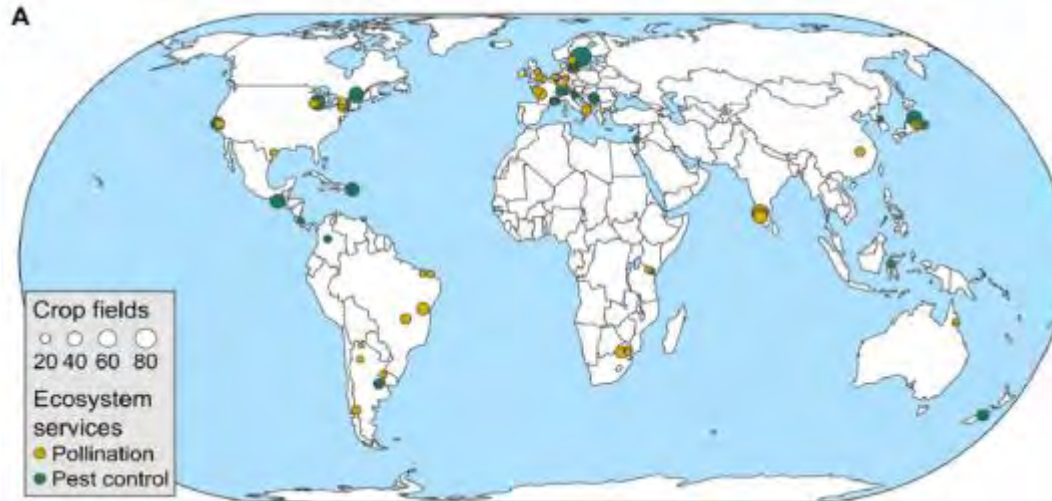 A
Crop fields
20 40 60 80
Ecosystem
services
Pollination
Pest control